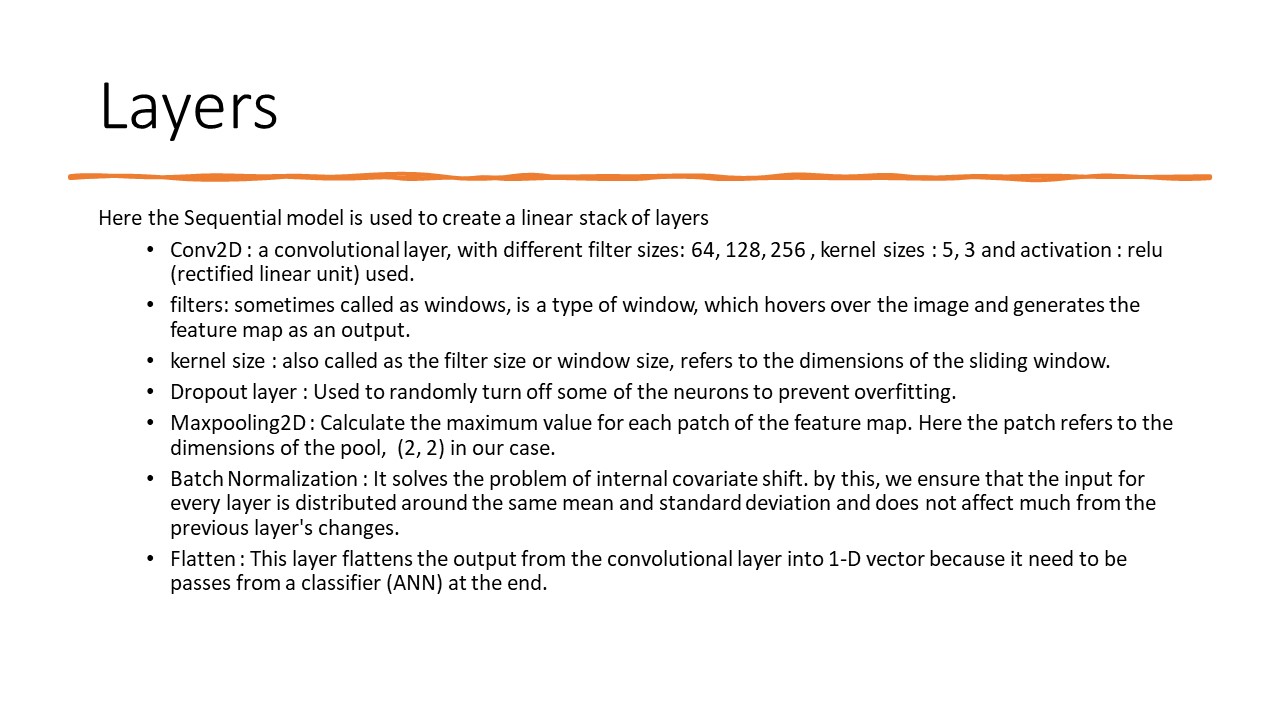 Layers
Here the Sequential model is used to create a linear stack of layers
• Conv2D : a convolutional layer, with different filter sizes: 64, 128, 256 , kernel sizes : 5, 3 and activation : relu
(rectified linear unit) used.
• filters: sometimes called as windows, is a type of window, which hovers over the image and generates the
feature map as an output.
• kernel size : also called as the filter size or window size, refers to the dimensions of the sliding window.
• Dropout layer : Used to randomly turn off some of the neurons to prevent overfitting.
• Maxpooling2D : Calculate the maximum value for each patch of the feature map. Here the patch refers to the
dimensions of the pool,  (2, 2) in our case.
• Batch Normalization : It solves the problem of internal covariate shift. by this, we ensure that the input for
every layer is distributed around the same mean and standard deviation and does not affect much from the
previous layer's changes.
• Flatten : This layer flattens the output from the convolutional layer into 1-D vector because it need to be
passes from a classifier (ANN) at the end.